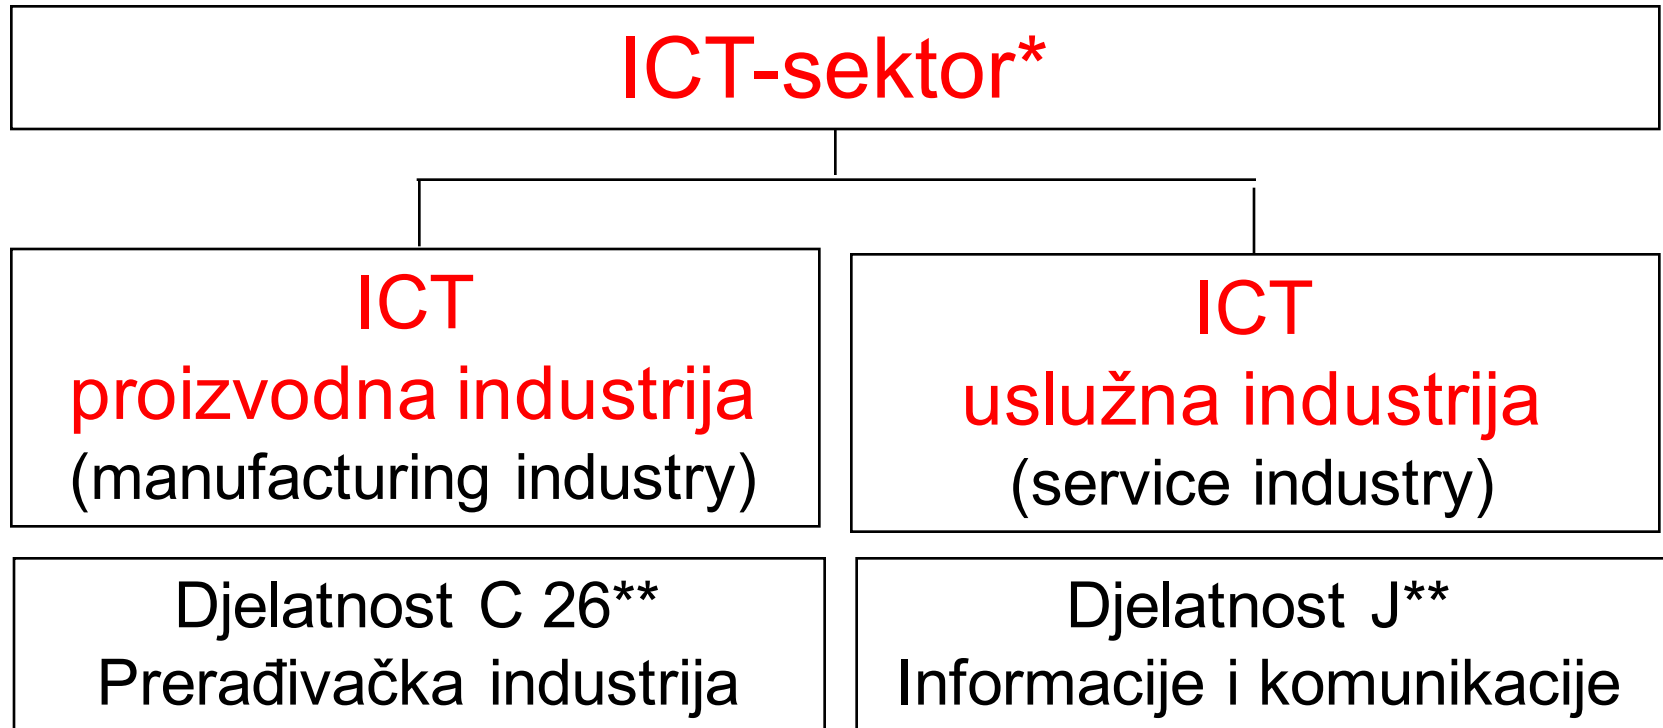 ICT-sektor*
ICT
proizvodna industrija
(manufacturing industry)
ICT
uslužna industrija
(service industry)
Djelatnost C 26**
Prerađivačka industrija
Djelatnost J**
Informacije i komunikacije